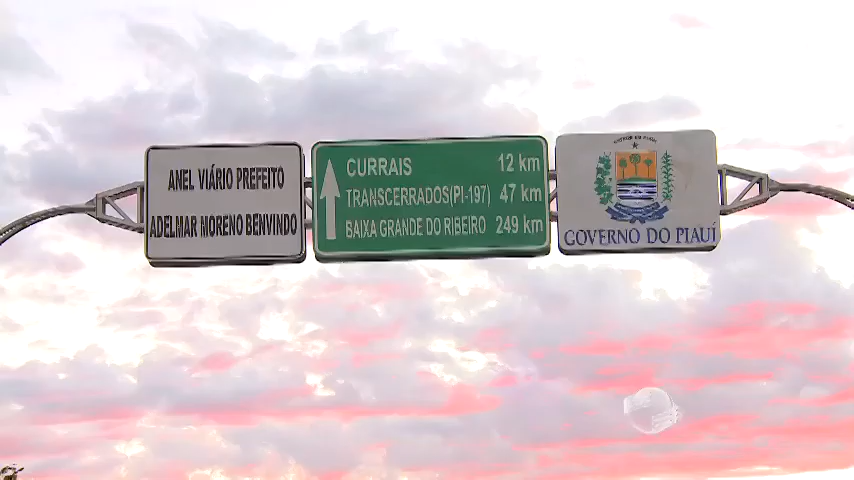 ANEL VIÁRIO PREFEITO
ADELMAR MORENO BENVINDO
CURRAIS 12 km
TRANSCERRADOS(PI-197) 47 km
BAIXA GRANDE DO RIBEIRO 249 km
GOVERNO DO PIAUÍ